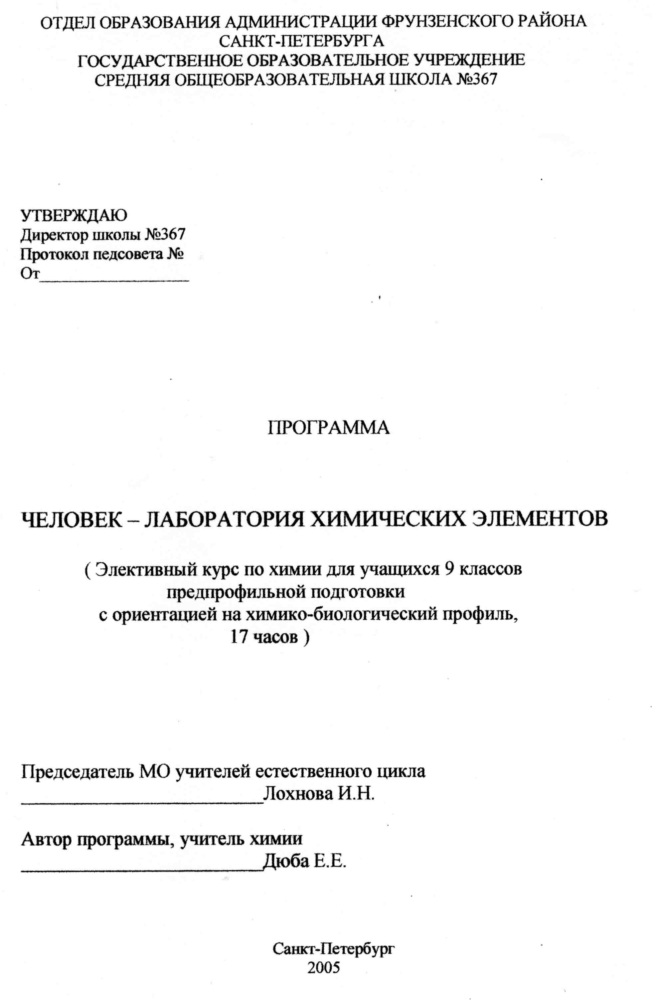 ОТДЕЛ ОБРАЗОВАНИЯ АДМИНИСТРАЦИИ ФРУНЗЕНСКОГО РАЙОНА
САНКТ-ПЕТЕРБУРГА
ГОСУДАРСТВЕННОЕ ОБРАЗОВАТЕЛЬНОЕ УЧРЕЖДЕНИЕ
СРЕДНЯЯ ОБЩЕОБРАЗОВАТЕЛЬНАЯ ШКОЛА №367
УТВЕРЖДАЮ
Директор школы №367
Протокол педсовета №
От_________________
ПРОГРАММА
ЧЕЛОВЕК – ЛАБОРАТОРИЯ ХИМИЧЕСКИХ ЭЛЕМЕНТОВ
( Элективный курс по химии для учащихся 9 классов
предпрофильной подготовки
с ориентацией на химико-биологический профиль,
17 часов )
Председатель МО учителей естественного цикла
_________________________Лохнова И.Н.
Автор программы, учитель химии
_________________________Дюба Е.Е.
Санкт-Петербург
2005